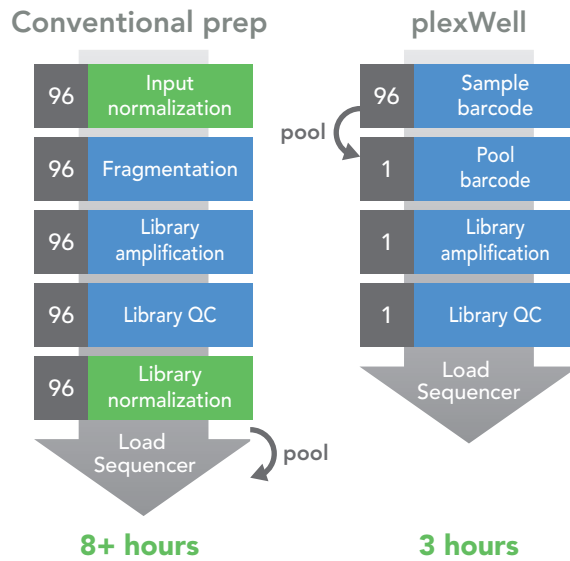 Conventional prep
96
Input
normalization
96
Fragmentation
96
Library
amplification
96
Library QC
96
Library
normalization
Load
Sequencer
pool
8+ hours
plexWell
96
Sample
barcode
pool
1
Pool
barcode
1
Library
amplification
1
Library QC
Load
Sequencer
3 hours